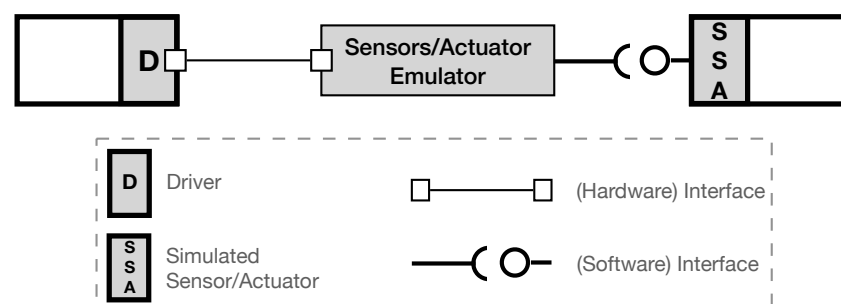 D
Sensors/Actuator
Emulator
S
S
A
D
Driver
(Hardware) Interface
S
S
A
Simulated
Sensor/Actuator
(Software) Interface